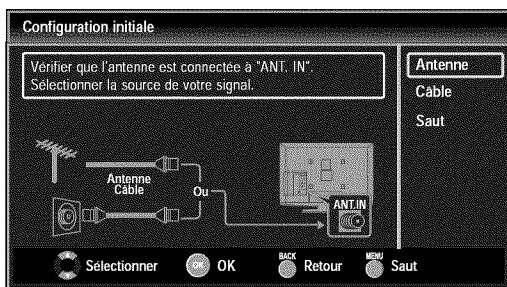 Configuration initiale
Vérifier que l'antenne est connectée à "ANT. IN".
Sélectionner la source de votre signal.
Antenne
Câble
Saut
Antenne
Câble
Ou
ANT.IN
Sélectionner
OK
OK
BACK
Retour
MENU
Saut